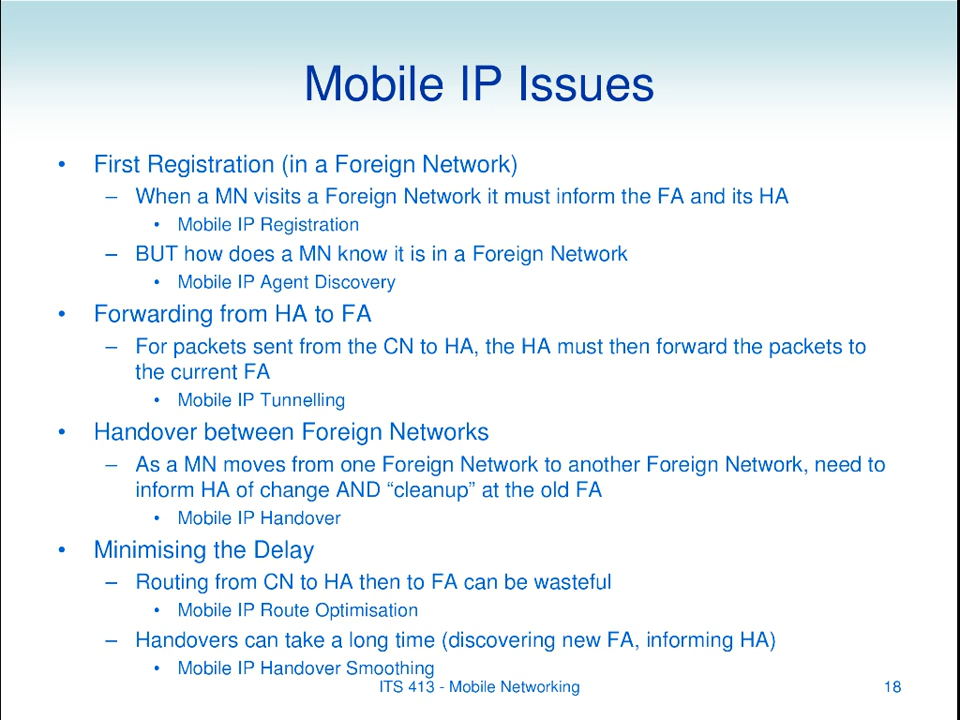 Mobile IP Issues
• First Registration (in a Foreign Network)
– When a MN visits a Foreign Network it must inform the FA and its HA
• Mobile IP Registration
– BUT how does a MN know it is in a Foreign Network
• Mobile IP Agent Discovery
• Forwarding from HA to FA
– For packets sent from the CN to HA, the HA must then forward the packets to
the current FA
• Mobile IP Tunnelling
• Handover between Foreign Networks
– As a MN moves from one Foreign Network to another Foreign Network, need to
inform HA of change AND “cleanup” at the old FA
• Mobile IP Handover
• Minimising the Delay
– Routing from CN to HA then to FA can be wasteful
• Mobile IP Route Optimisation
– Handovers can take a long time (discovering new FA, informing HA)
• Mobile IP Handover Smoothing
ITS 413 - Mobile Networking 18